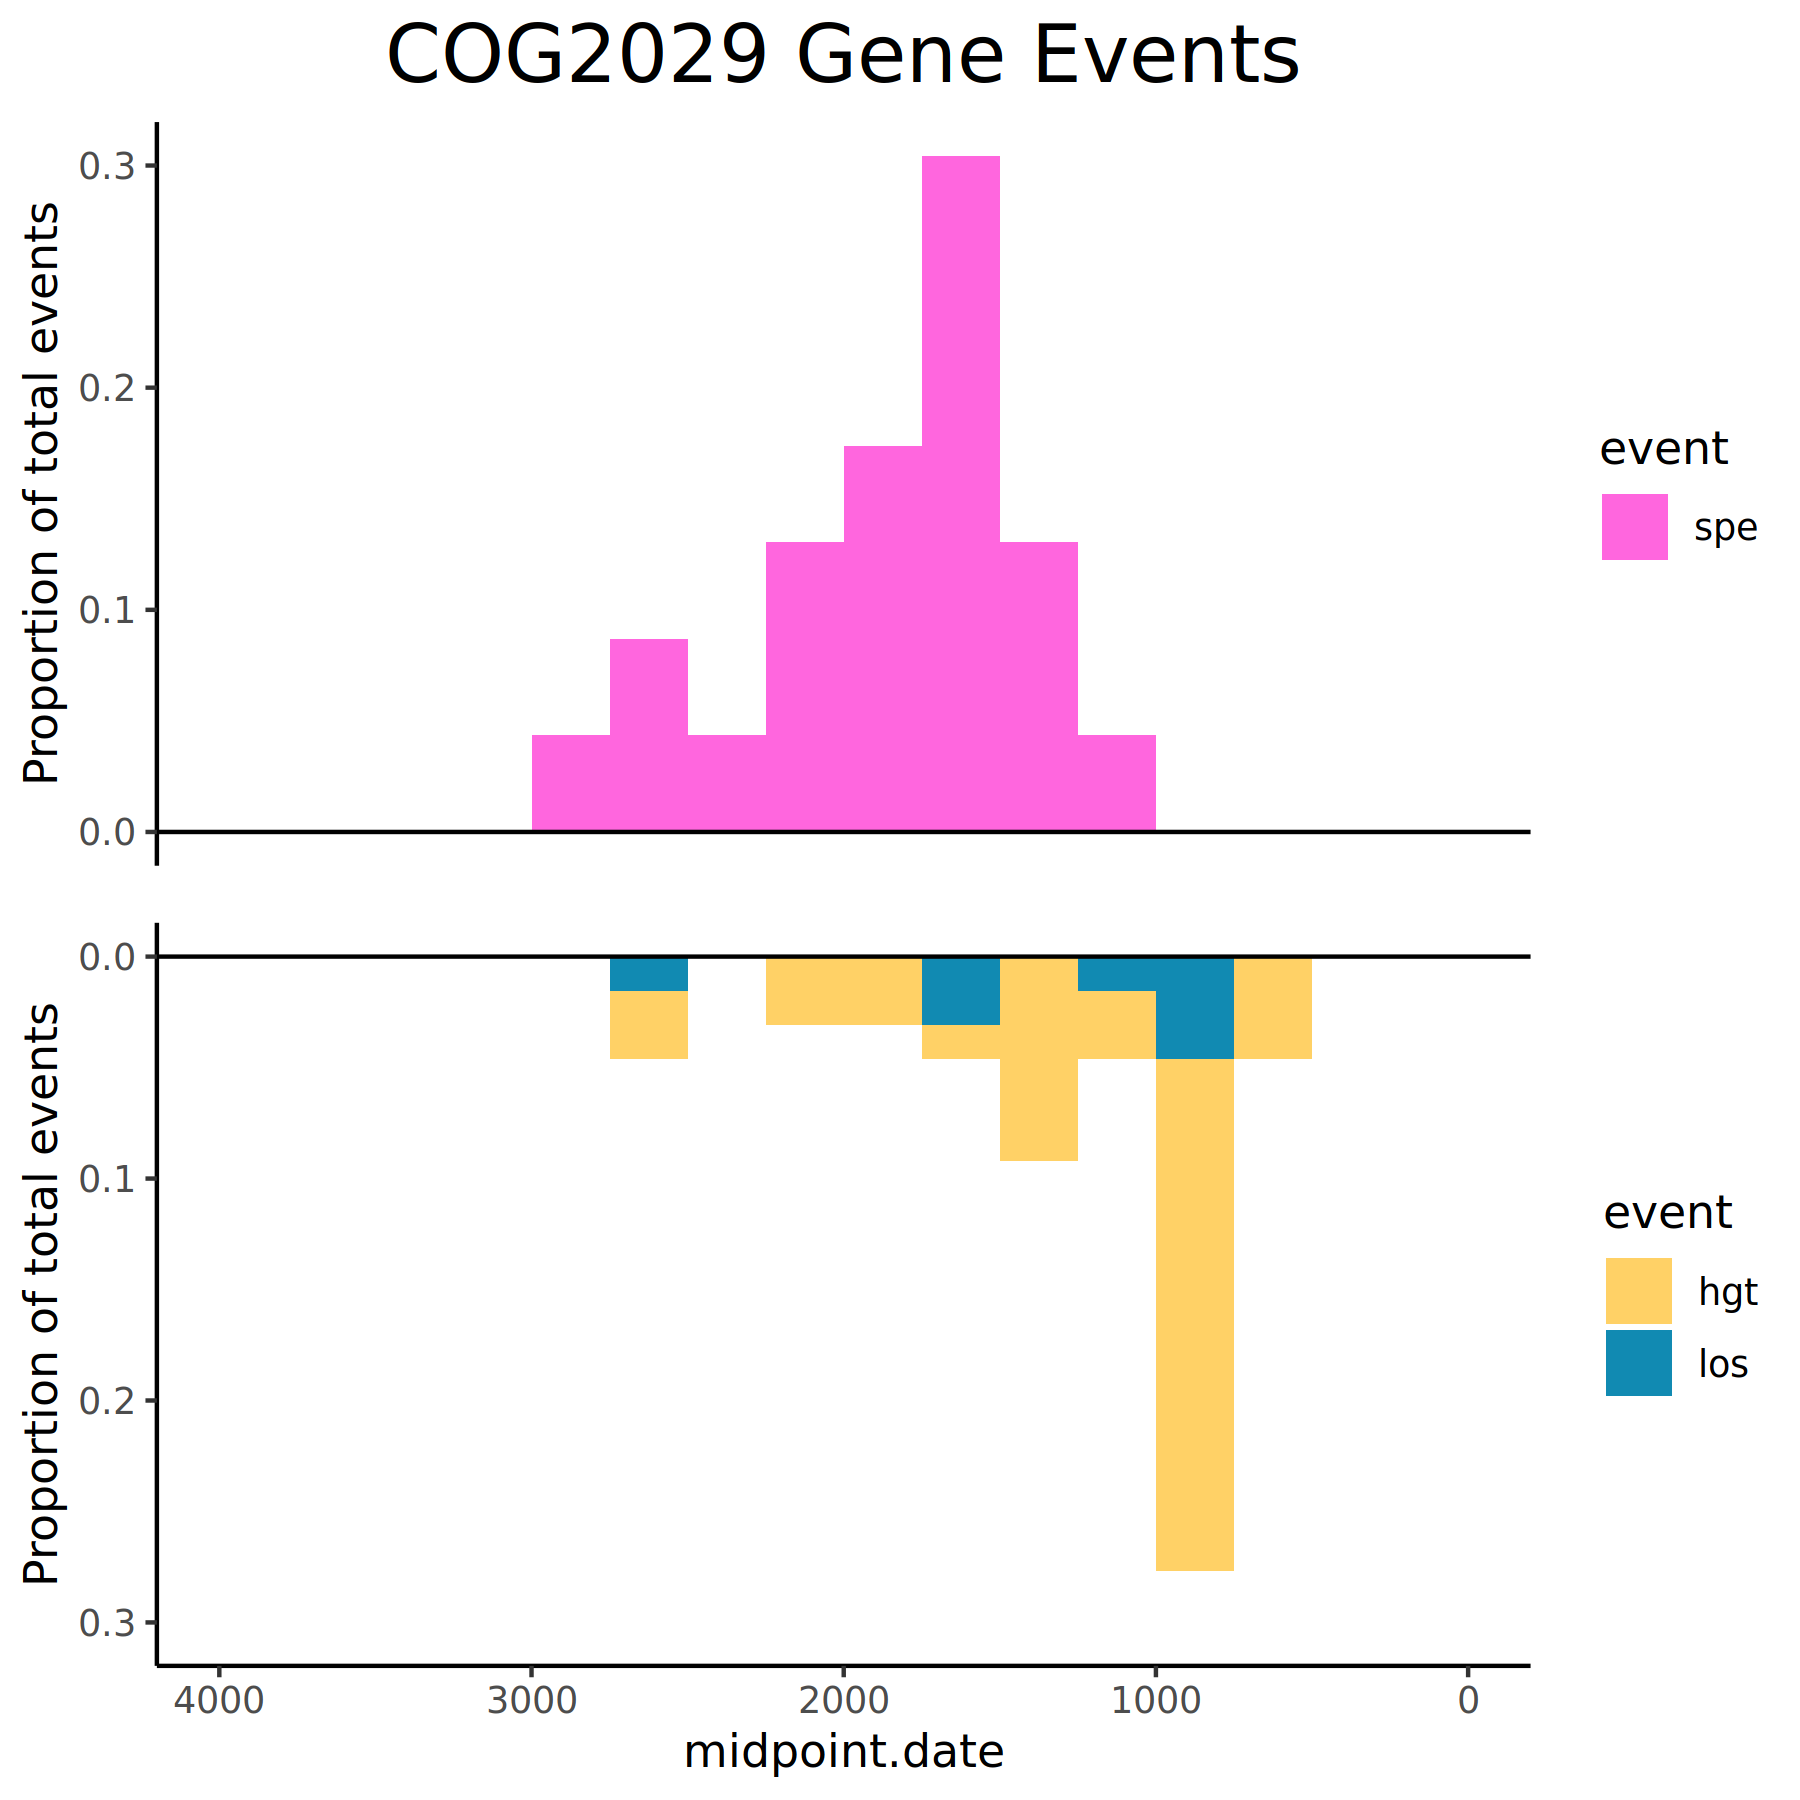 COG2029 Gene Events
Proportion of total events
0.3
0.2
0.1
0.0
event
spe
Proportion of total events
0.0
0.1
0.2
0.3
event
hgt
los
4000 3000 2000 1000 0
midpoint.date